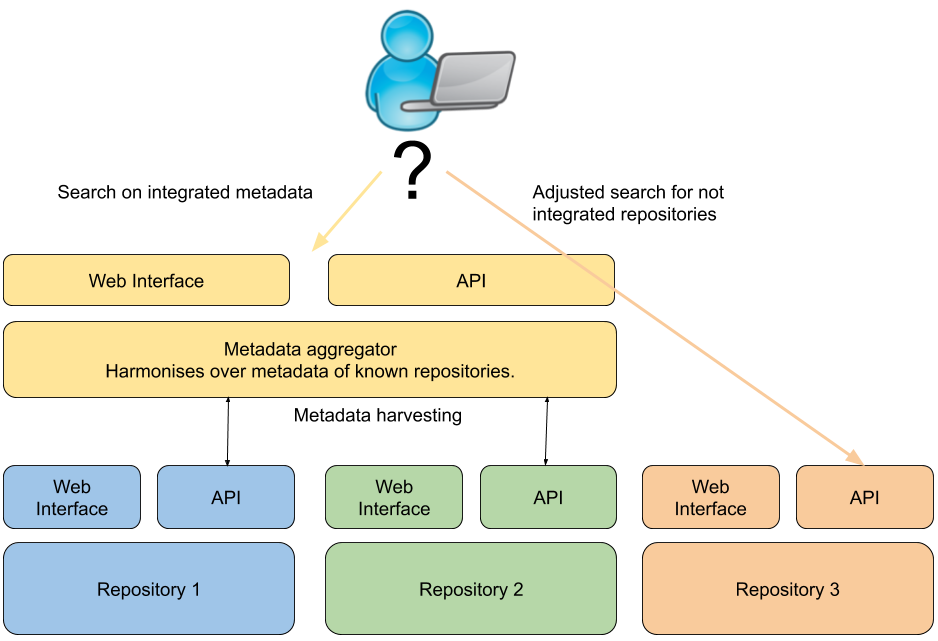 ?
Search on integrated metadata
Adjusted search for not
integrated repositories
Web Interface
API
Metadata aggregator
Harmonises over metadata of known repositories.
Metadata harvesting
Web
Interface
API
Web
Interface
API
Web
Interface
API
Repository 1
Repository 2
Repository 3